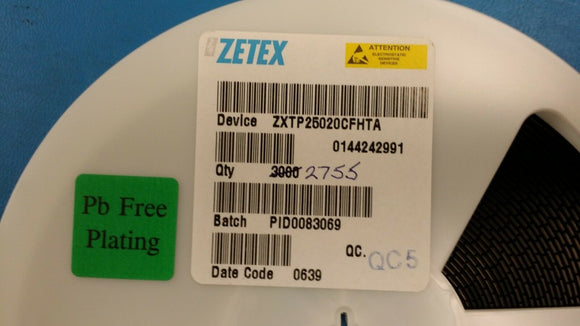 ZETEX
ATTENTION
ELECTROSTATIC
SENSITIVE
DEVICES
Device ZXTP25020CFHTA
0144242991
Qty 3000 2755
Batch PID0083069
QC. QC5
Date Code 0639
Pb Free
Plating